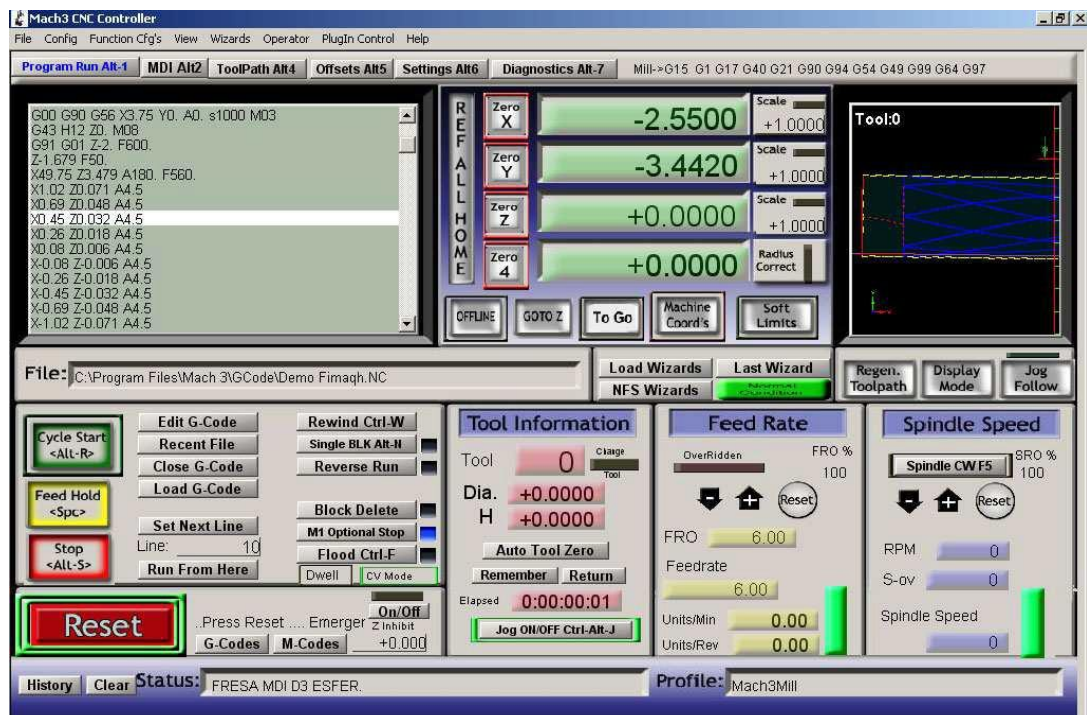 Mach3 CNC Controller
File Config Function Cfg's View Wizards Operator PlugIn Control Help
Program Run Alt-1 MDI Alt2 ToolPath Alt4 Offsets Alt5 Settings Alt6 Diagnostics Alt-7 Mill->G15 G1 G17 G40 G21 G90 G94 G54 G49 G99 G64 G97
G00 G90 G56 X3.75 Y0. A0. s1000 M03
G43 H12 Z0. M08
G91 G01 Z-2. F600.
Z-1.679 F50.
X49.75 Z3.479 A180. F560.
X1.02 Z0.071 A4.5
X0.69 Z0.048 A4.5
X0.45 Z0.032 A4.5
X0.26 Z0.018 A4.5
X0.08 Z0.006 A4.5
X-0.08 Z-0.006 A4.5
X-0.26 Z-0.018 A4.5
X-0.45 Z-0.032 A4.5
X-0.69 Z-0.048 A4.5
X-1.02 Z-0.071 A4.5
REF ALL HOME
Zero X -2.5500 Scale +1.0000
Zero Y -3.4420 Scale +1.0000
Zero Z +0.0000 Scale +1.0000
Zero 4 +0.0000 Radius Correct
OFFLINE GOTO Z To Go Machine Coord's Soft Limits
Tool:0
File: C:\Program Files\Mach 3\GCode\Demo Fimaqh.NC
Load Wizards Last Wizard
NFS Wizards Normal Condition
Regen. Toolpath Display Mode Jog Follow
Cycle Start <Alt-R>
Feed Hold <Spc>
Stop <Alt-S>
Edit G-Code
Recent File
Close G-Code
Load G-Code
Set Next Line
Line: 10
Run From Here
Rewind Ctrl-W
Single BLK Alt-N
Reverse Run
Block Delete
M1 Optional Stop
Flood Ctrl-F
Dwell CV Mode
Reset
..Press Reset .... Emerger
G-Codes M-Codes
On/Off
Z Inhibit
+0.000
Tool Information
Tool 0 Change Tool
Dia. +0.0000
H +0.0000
Auto Tool Zero
Remember Return
Elapsed 0:00:00:01
Jog ON/OFF Ctrl-Alt-J
Feed Rate
OverRidden FRO %
100
Reset
FRO 6.00
Feedrate
6.00
Units/Min 0.00
Units/Rev 0.00
Spindle Speed
Spindle CW F5 SRO %
100
Reset
RPM 0
S-ov 0
Spindle Speed
0
History Clear Status: FRESA MDI D3 ESFER. Profile: Mach3Mill